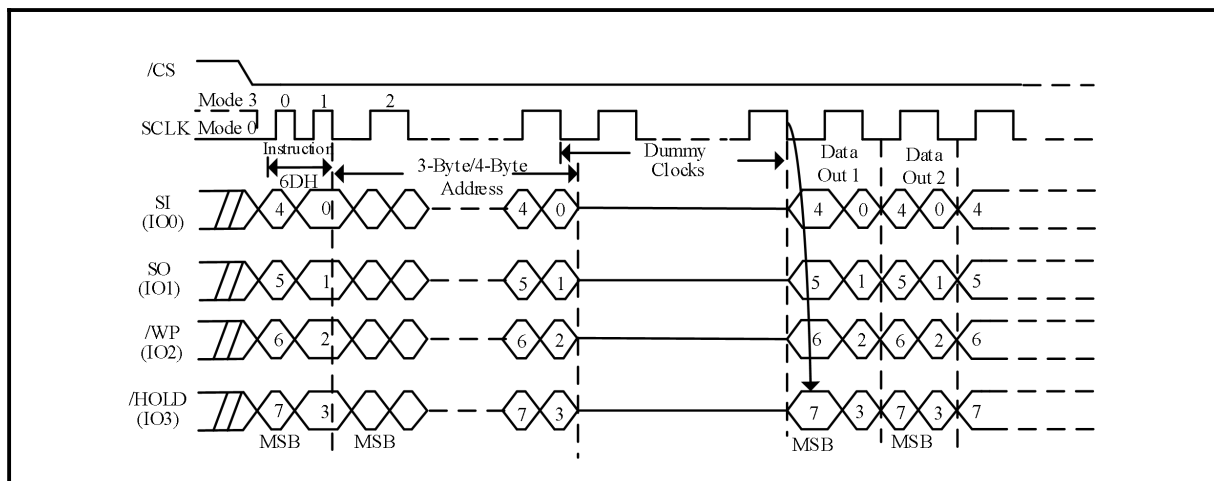 /CS
Mode 3 0 1 2
SCLK Mode 0
Instruction
6DH
3-Byte/4-Byte
Address
Dummy
Clocks
Data
Out 1
Data
Out 2
SI
(IO0)
4 0 4 0 4 0 4 0 4
SO
(IO1)
5 1 5 1 5 1 5 1 5
/WP
(IO2)
6 2 6 2 6 2 6 2 6
/HOLD
(IO3)
7 3 7 3 7 3 7 3 7
MSB MSB MSB MSB